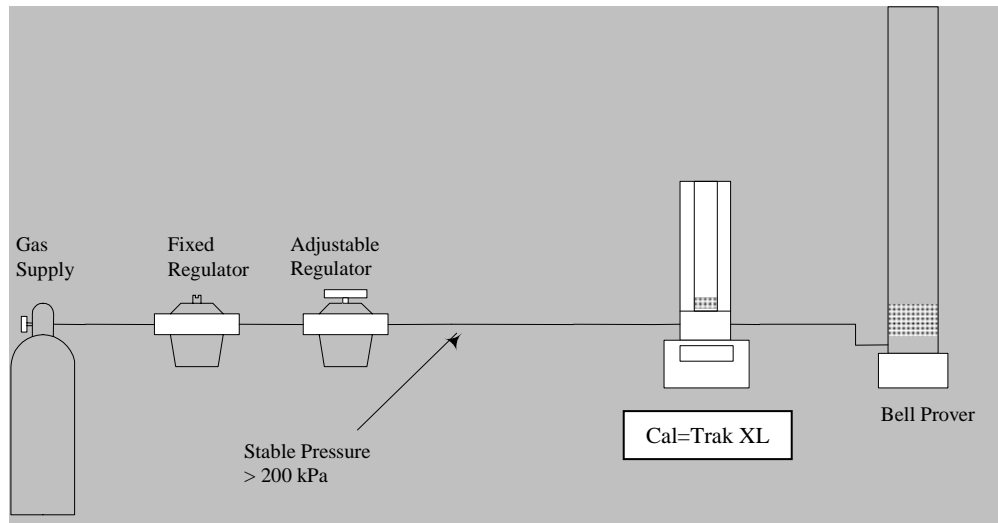 Gas
Supply
Fixed
Regulator
Adjustable
Regulator
Stable Pressure
> 200 kPa
Cal=Trak XL
Bell Prover